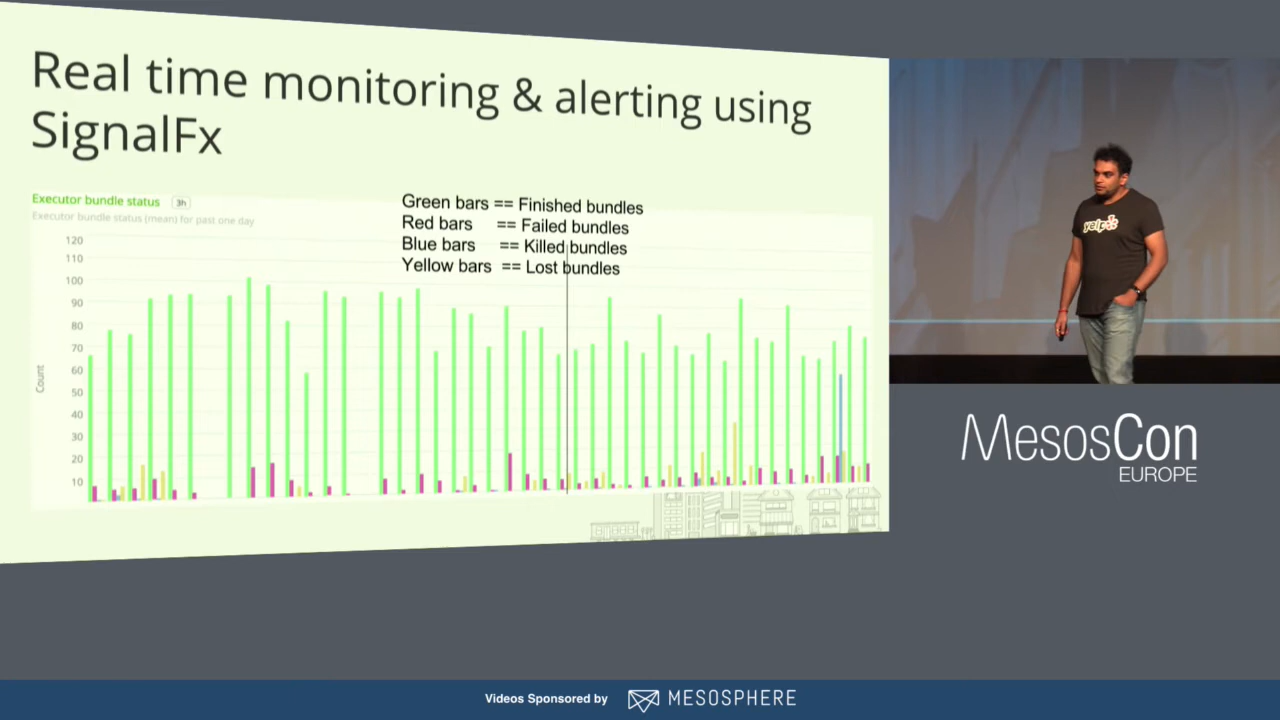 Real time monitoring & alerting using
SignalFx
Executor bundle status 3h
Executor bundle status (mean) for past one day
Green bars == Finished bundles
Red bars == Failed bundles
Blue bars == Killed bundles
Yellow bars == Lost bundles
Count
120
110
100
90
80
70
60
50
40
30
20
10
yelp
MesosCon
EUROPE
Videos Sponsored by MESOSPHERE